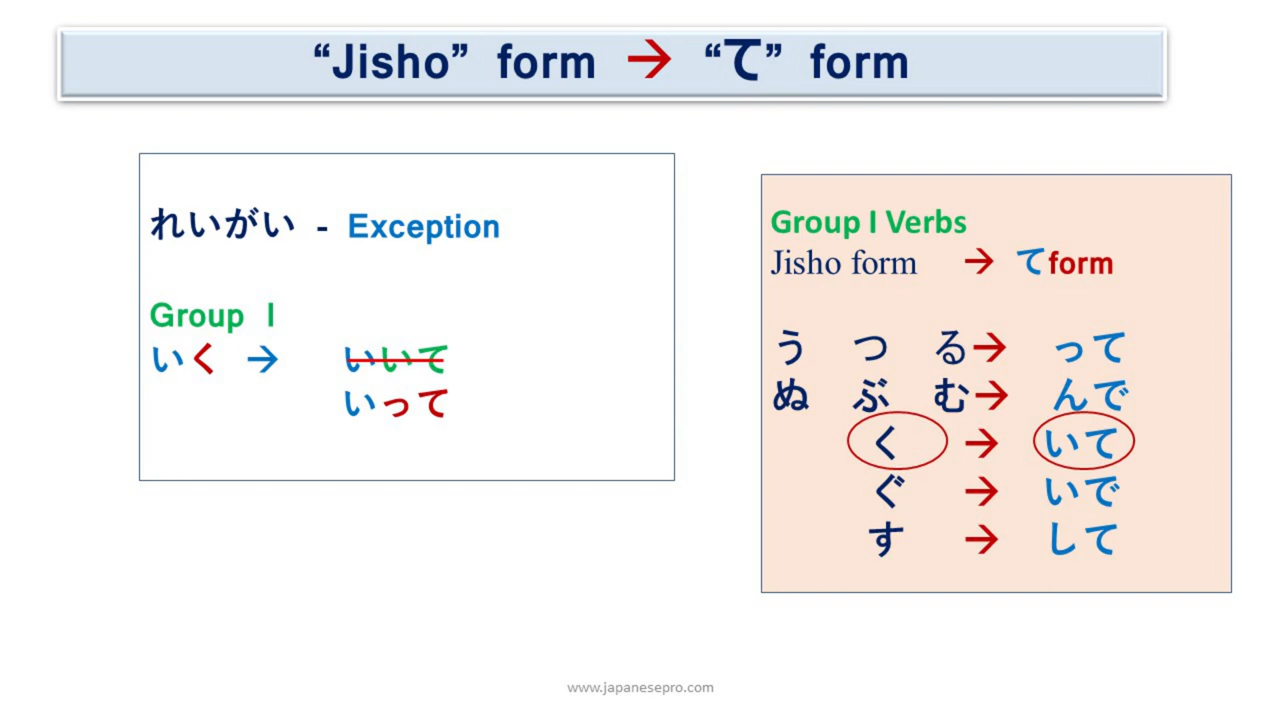 “Jisho” form → “て” form
れいがい - Exception
Group I
いく → いいて
いって
Group I Verbs
Jisho form → てform
う つ る→ って
ぬ ぶ む→ んで
く → いて
ぐ → いで
す → して
www.japanesepro.com